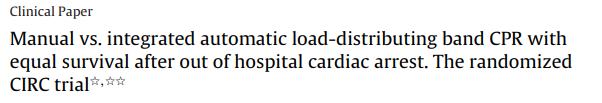 Clinical Paper
Manual vs. integrated automatic load-distributing band CPR with
equal survival after out of hospital cardiac arrest. The randomized
CIRC trial☆,☆☆